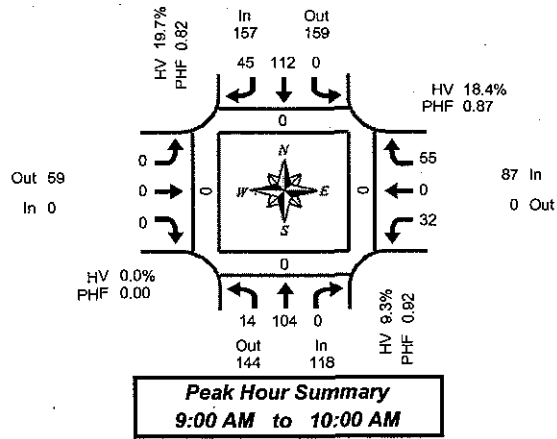 In Out
157 159
HV 19.7%
PHF 0.82
45 112 0
HV 18.4%
PHF 0.87
0
0
55
Out 59
0
0
N
W E
S
0
0
87 In
In 0
0
32
0 Out
0
HV 0.0%
PHF 0.00
14 104 0
HV 9.3%
PHF 0.92
Out In
144 118
Peak Hour Summary
9:00 AM to 10:00 AM